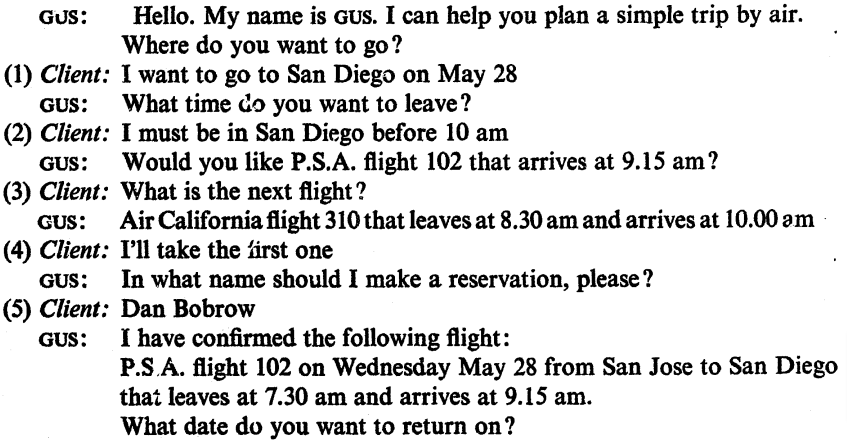 GUS: Hello. My name is GUS. I can help you plan a simple trip by air.
Where do you want to go?
(1) Client: I want to go to San Diego on May 28
GUS: What time do you want to leave?
(2) Client: I must be in San Diego before 10 am
GUS: Would you like P.S.A. flight 102 that arrives at 9.15 am?
(3) Client: What is the next flight?
GUS: Air California flight 310 that leaves at 8.30 am and arrives at 10.00 am
(4) Client: I'll take the first one
GUS: In what name should I make a reservation, please?
(5) Client: Dan Bobrow
GUS: I have confirmed the following flight:
P.S.A. flight 102 on Wednesday May 28 from San Jose to San Diego
that leaves at 7.30 am and arrives at 9.15 am.
What date do you want to return on?